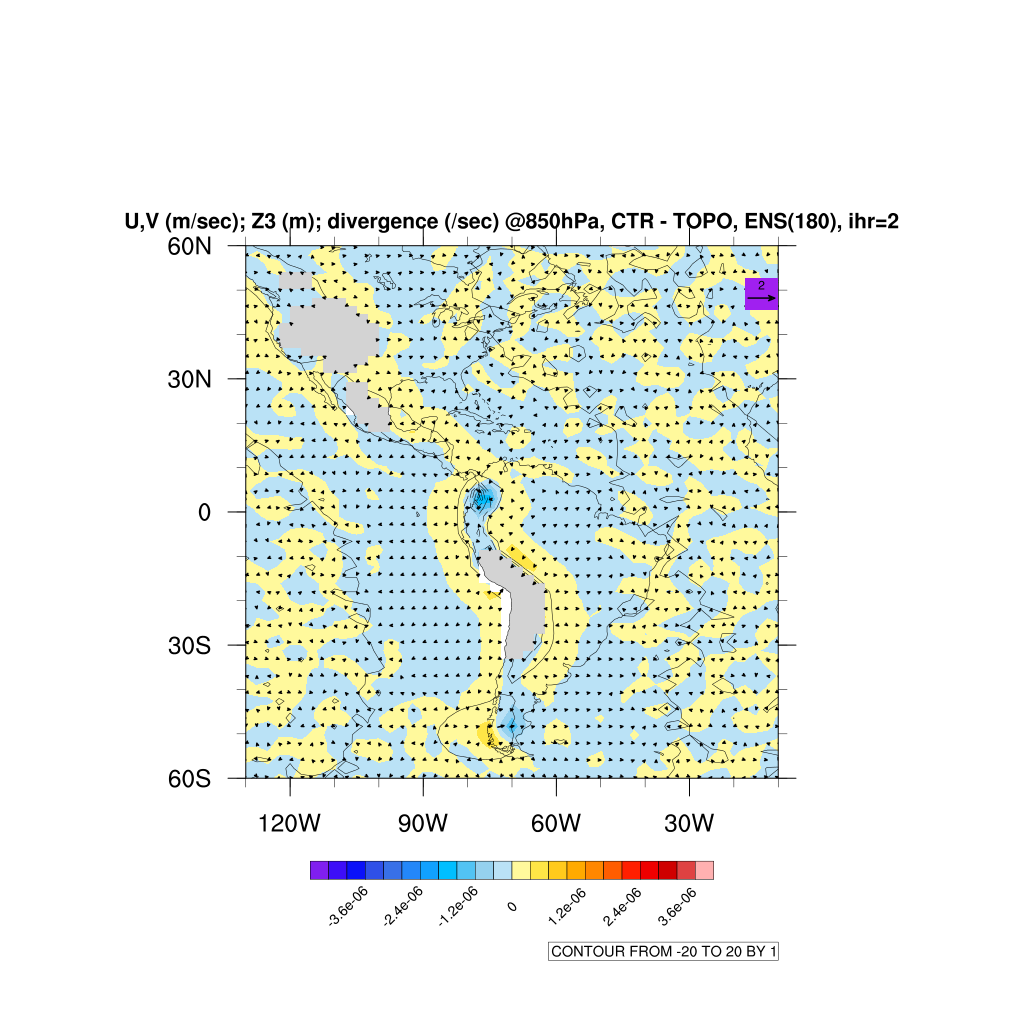 U,V (m/sec); Z3 (m); divergence (/sec) @850hPa, CTR - TOPO, ENS(180), ihr=2
60N
2
30N
0
30S
60S
120W 90W 60W 30W
-3.6e-06 -2.4e-06 -1.2e-06 0 1.2e-06 2.4e-06 3.6e-06
CONTOUR FROM -20 TO 20 BY 1